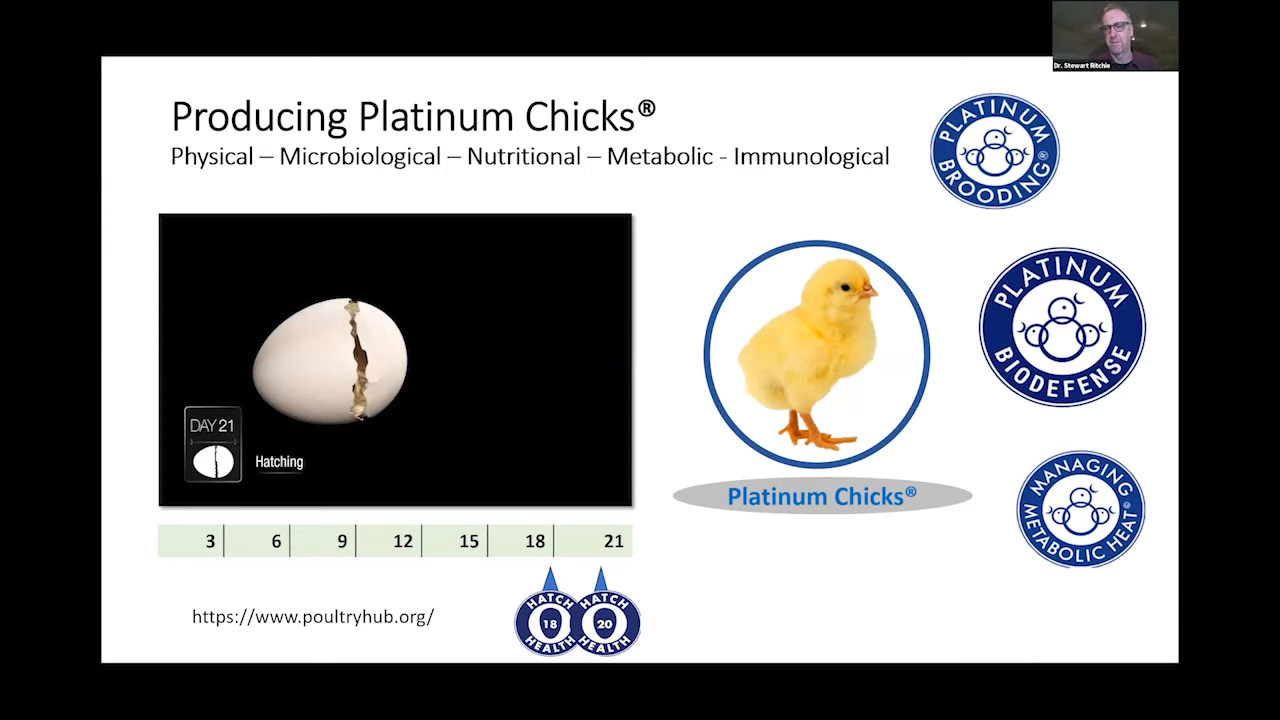 Dr. Stewart Ritchie
Producing Platinum Chicks®
Physical – Microbiological – Nutritional – Metabolic - Immunological
PLATINUM
BROODING®
DAY 21
Hatching
Platinum Chicks®
PLATINUM
BIODEFENSE
MANAGING
METABOLIC HEAT©
3 6 9 12 15 18 21
https://www.poultryhub.org/
HATCH
18
HEALTH
HATCH
20
HEALTH